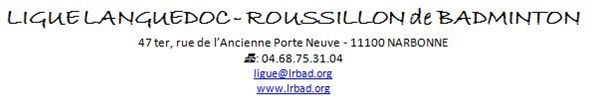 LIGUE LANGUEDOC - ROUSSILLON de BADMINTON
47 ter, rue de l'Ancienne Porte Neuve - 11100 NARBONNE
☎: 04.68.75.31.04
ligue@lrbad.org
www.lrbad.org